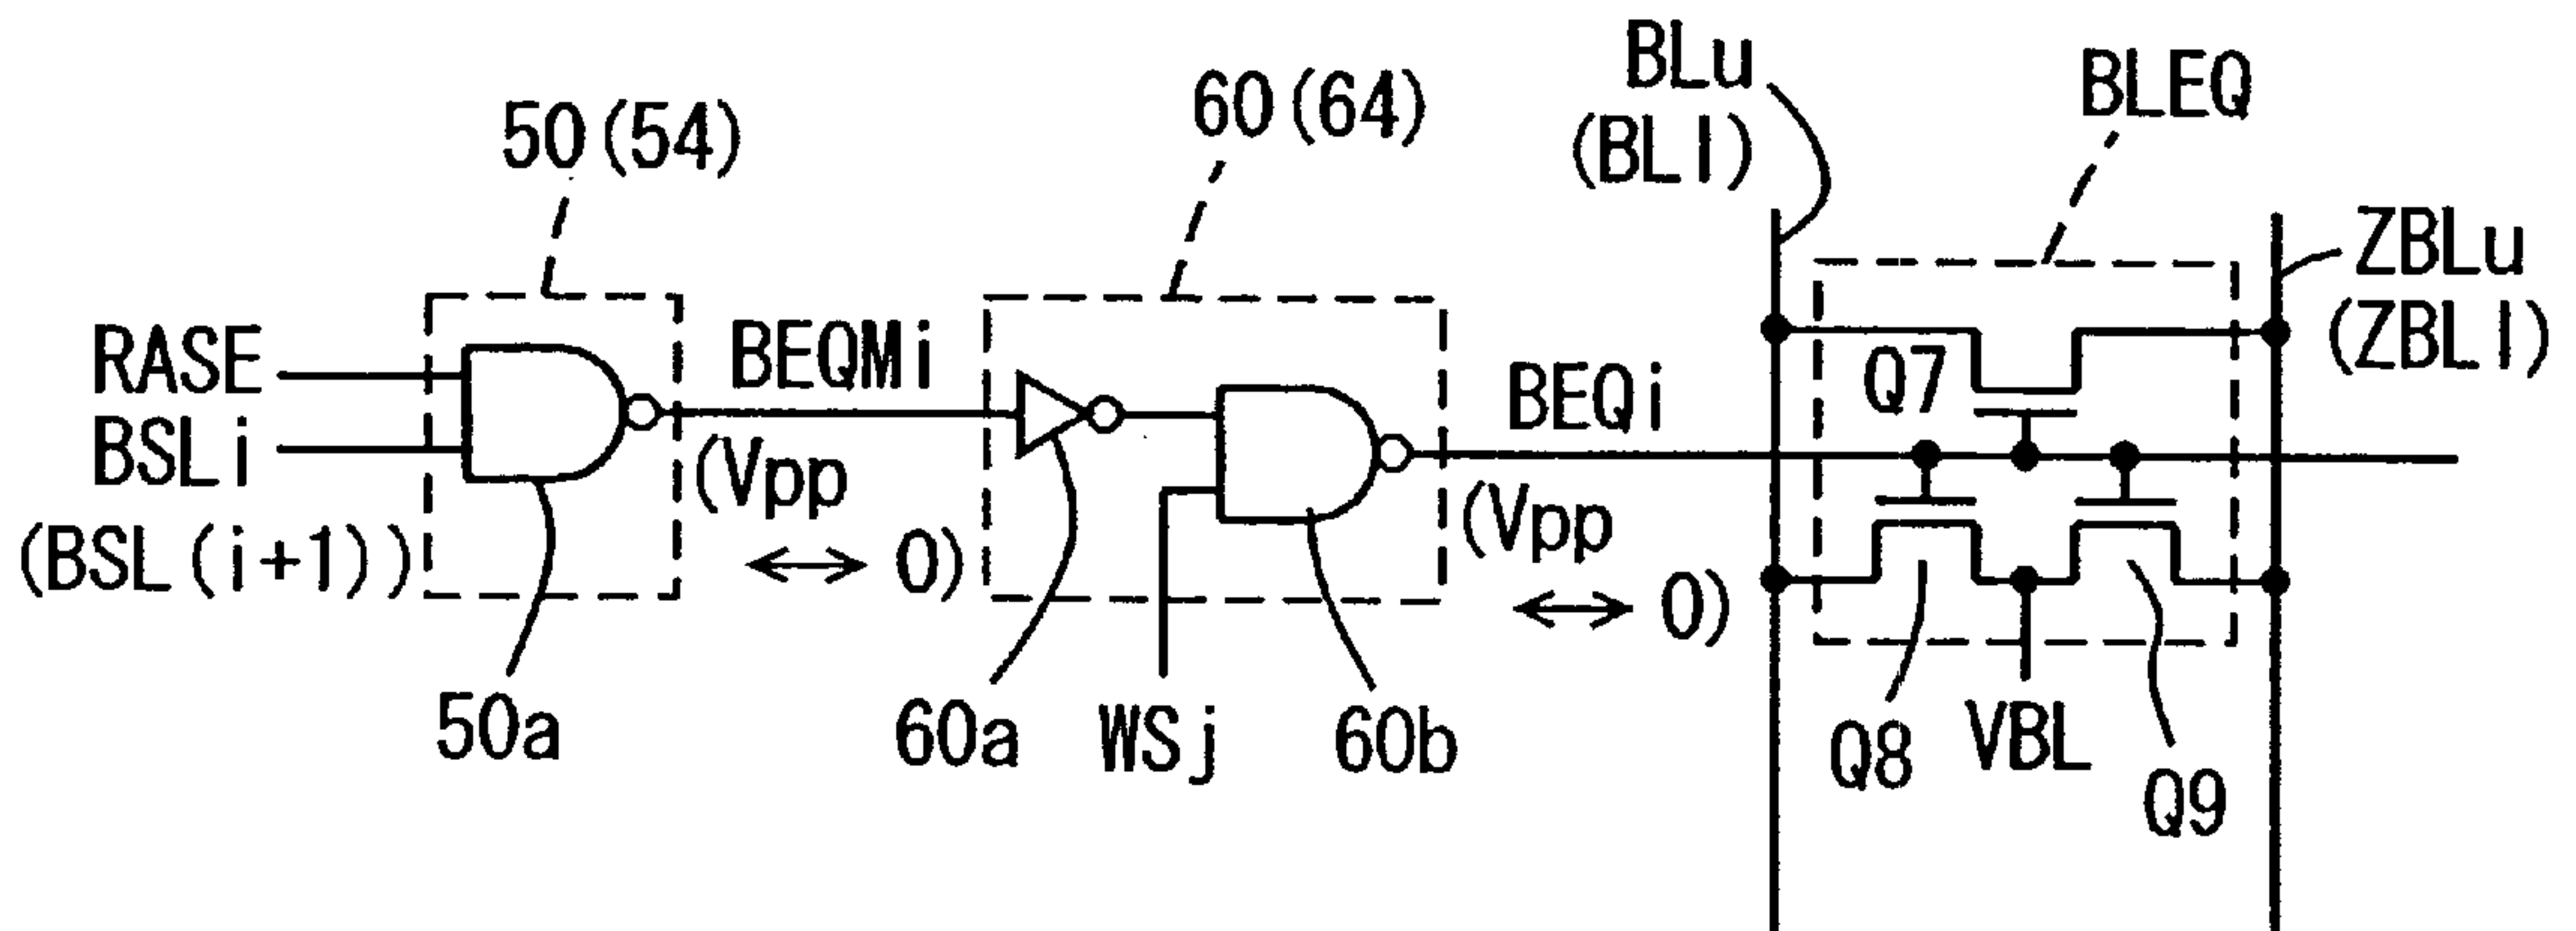 50(54)
RASE
BSLi
(BSL(i+1))
50a
BEQMi
(Vpp
↔ 0)
60(64)
60a
WSj
60b
BEQi
(Vpp
↔ 0)
BLu
(BLl)
BLEQ
ZBLu
(ZBLl)
Q7
Q8
VBL
Q9